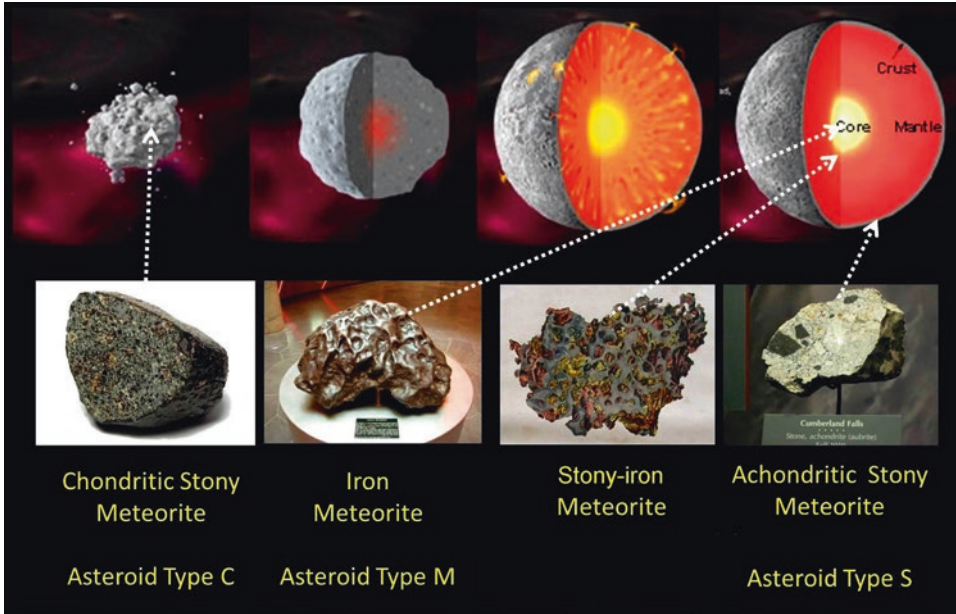 Crust
ad,
Core
Mantle
Cumberland Falls
Stone, achondrite (aubrite)
Chondritic Stony
Meteorite
Iron
Meteorite
Stony-iron
Meteorite
Achondritic Stony
Meteorite
Asteroid Type C
Asteroid Type M
Asteroid Type S